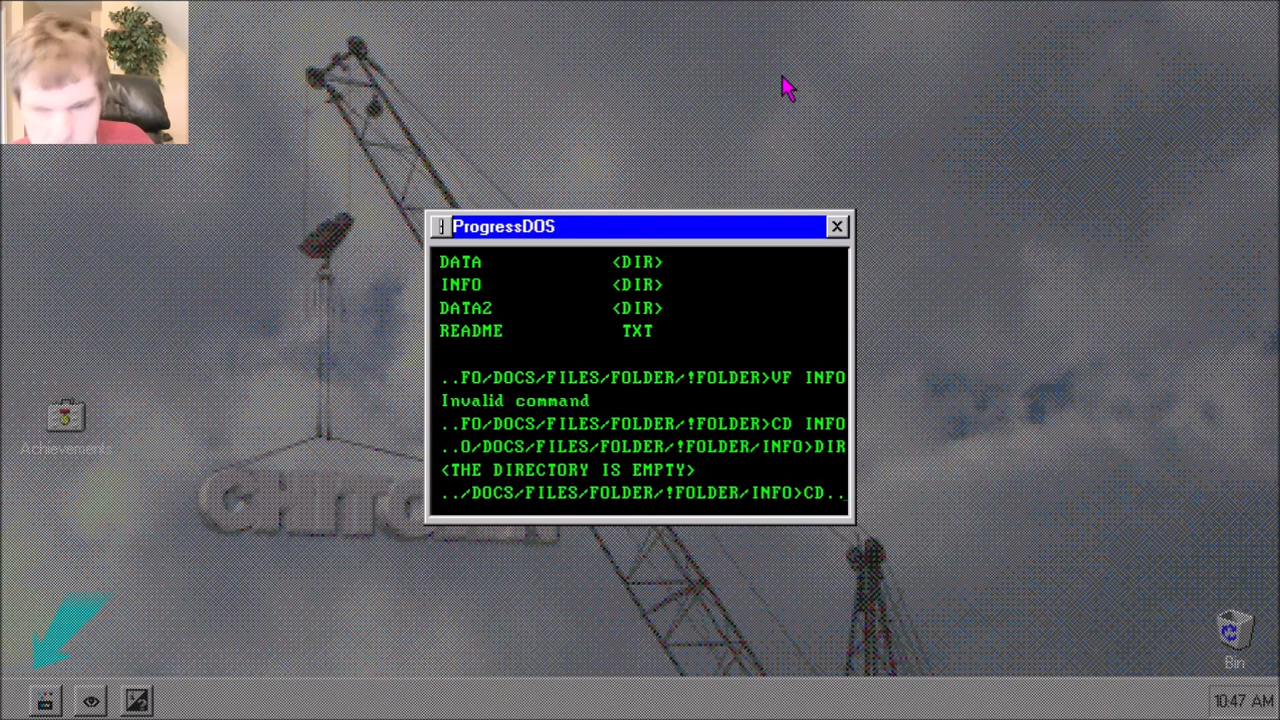 ProgressDOS
DATA <DIR>
INFO <DIR>
DATA2 <DIR>
README TXT
..FO/DOCS/FILES/FOLDER/!FOLDER>VF INFO
Invalid command
..FO/DOCS/FILES/FOLDER/!FOLDER>CD INFO
..O/DOCS/FILES/FOLDER/!FOLDER/INFO>DIR
<THE DIRECTORY IS EMPTY>
../DOCS/FILES/FOLDER/!FOLDER/INFO>CD.._
Achievements
Bin
10:47 AM